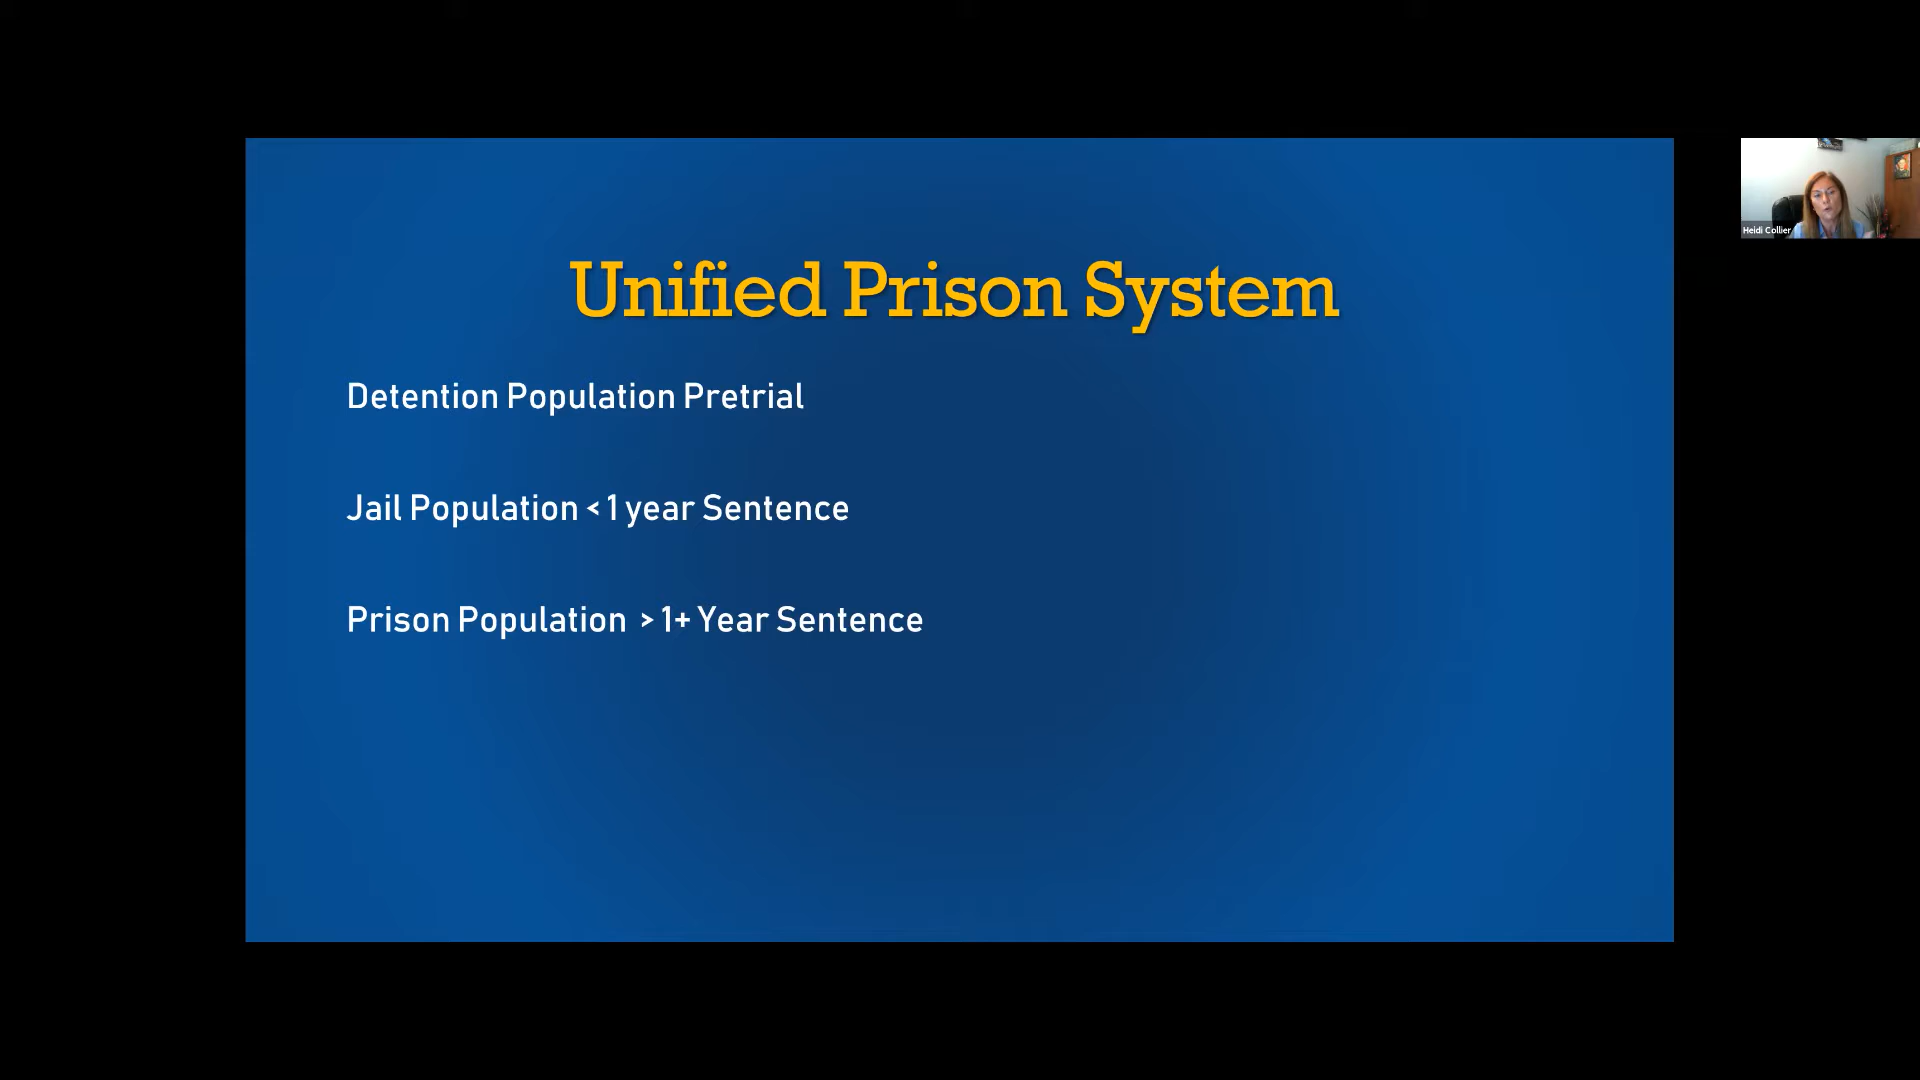 Unified Prison System
Detention Population Pretrial
Jail Population < 1 year Sentence
Prison Population > 1+ Year Sentence
Heidi Collier